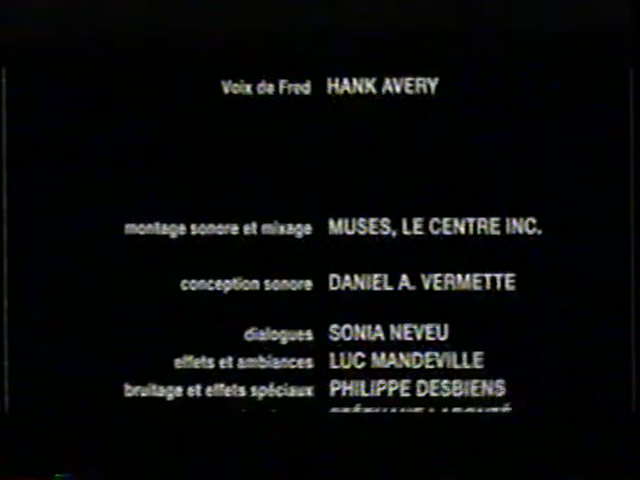 Voix de Fred HANK AVERY
montage sonore et mixage MUSES, LE CENTRE INC.
conception sonore DANIEL A. VERMETTE
dialogues SONIA NEVEU
effets et ambiances LUC MANDEVILLE
bruitage et effets spéciaux PHILIPPE DESBIENS